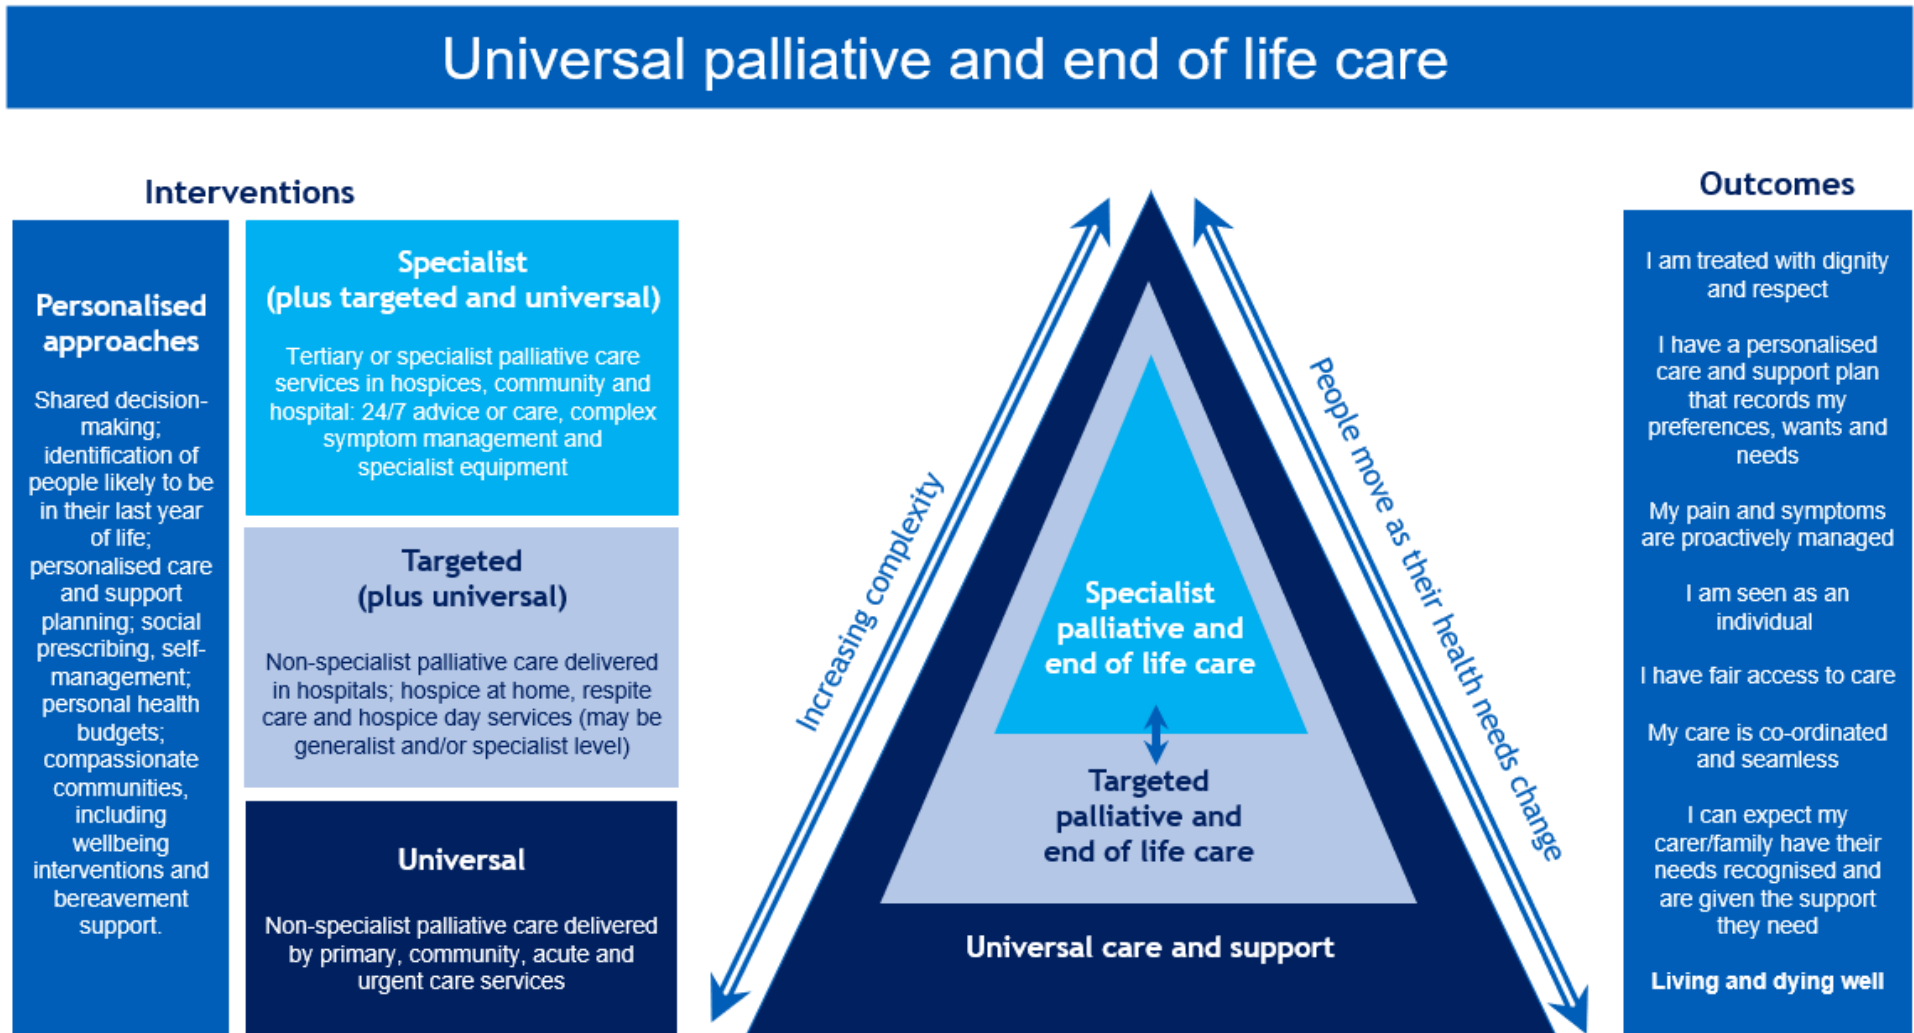 Universal palliative and end of life care
Interventions
Personalised
approaches
Shared decision-
making;
identification of
people likely to be
in their last year
of life;
personalised care
and support
planning; social
prescribing, self-
management;
personal health
budgets;
compassionate
communities,
including
wellbeing
interventions and
bereavement
support.
Specialist
(plus targeted and universal)
Tertiary or specialist palliative care
services in hospices, community and
hospital: 24/7 advice or care, complex
symptom management and
specialist equipment
Targeted
(plus universal)
Non-specialist palliative care delivered
in hospitals; hospice at home, respite
care and hospice day services (may be
generalist and/or specialist level)
Universal
Non-specialist palliative care delivered
by primary, community, acute and
urgent care services
Increasing complexity
Specialist
palliative and
end of life care
Targeted
palliative and
end of life care
Universal care and support
People move as their health needs change
Outcomes
I am treated with dignity
and respect
I have a personalised
care and support plan
that records my
preferences, wants and
needs
My pain and symptoms
are proactively managed
I am seen as an
individual
I have fair access to care
My care is co-ordinated
and seamless
I can expect my
carer/family have their
needs recognised and
are given the support
they need
Living and dying well